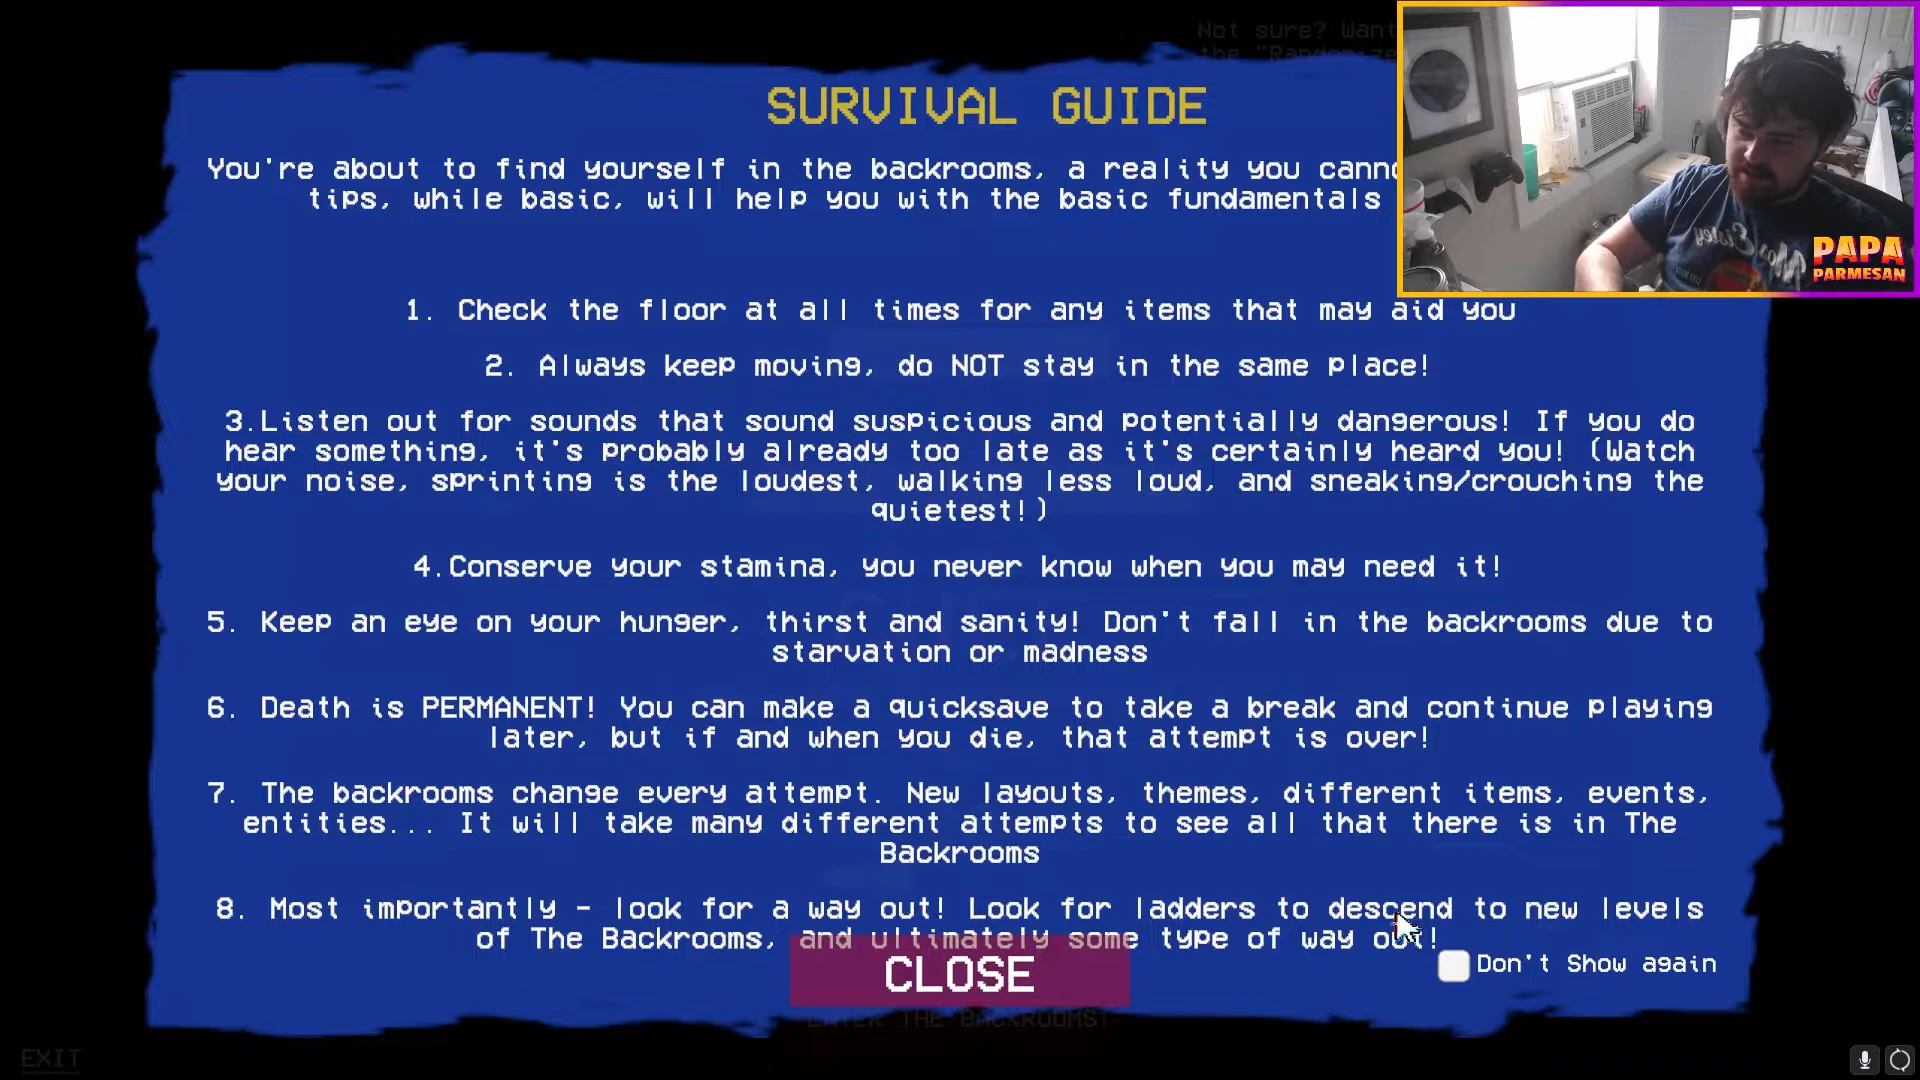 Not sure? Want
the "Randomize
SURVIVAL GUIDE
You're about to find yourself in the backrooms, a reality you canno
tips, while basic, will help you with the basic fundamentals
PAPA
PARMESAN
1. Check the floor at all times for any items that may aid you
2. Always keep moving, do NOT stay in the same place!
3.Listen out for sounds that sound suspicious and potentially dangerous! If you do
hear something, it's probably already too late as it's certainly heard you! (Watch
your noise, sprinting is the loudest, walking less loud, and sneaking/crouching the
quietest!)
4.Conserve your stamina, you never know when you may need it!
5. Keep an eye on your hunger, thirst and sanity! Don't fall in the backrooms due to
starvation or madness
6. Death is PERMANENT! You can make a quicksave to take a break and continue playing
later, but if and when you die, that attempt is over!
7. The backrooms change every attempt. New layouts, themes, different items, events,
entities... It will take many different attempts to see all that there is in The
Backrooms
8. Most importantly - look for a way out! Look for ladders to descend to new levels
of The Backrooms, and ultimately some type of way out!
CLOSE
Don't Show again
THE BACKROOMS!
EXIT